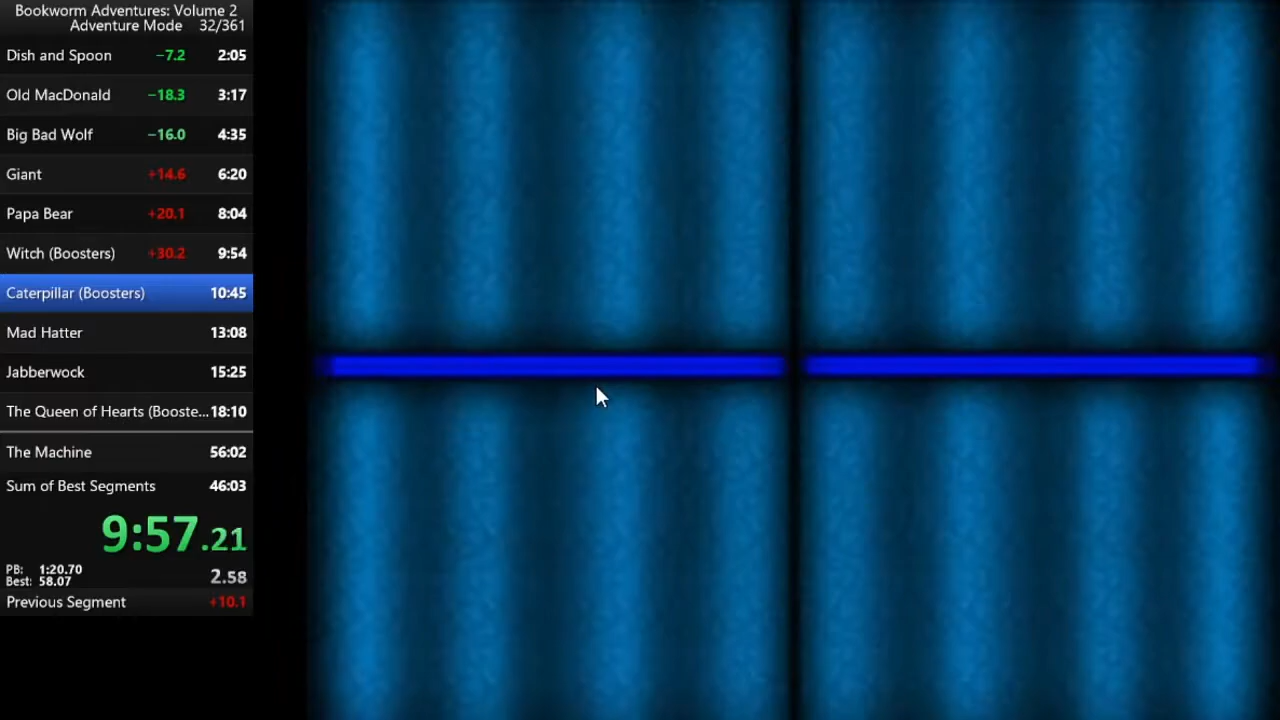 Bookworm Adventures: Volume 2
Adventure Mode 32/361
Dish and Spoon −7.2 2:05
Old MacDonald −18.3 3:17
Big Bad Wolf −16.0 4:35
Giant +14.6 6:20
Papa Bear +20.1 8:04
Witch (Boosters) +30.2 9:54
Caterpillar (Boosters) 10:45
Mad Hatter 13:08
Jabberwock 15:25
The Queen of Hearts (Booste... 18:10
The Machine 56:02
Sum of Best Segments 46:03
9:57.21
PB: 1:20.70
Best: 58.07 2.58
Previous Segment +10.1